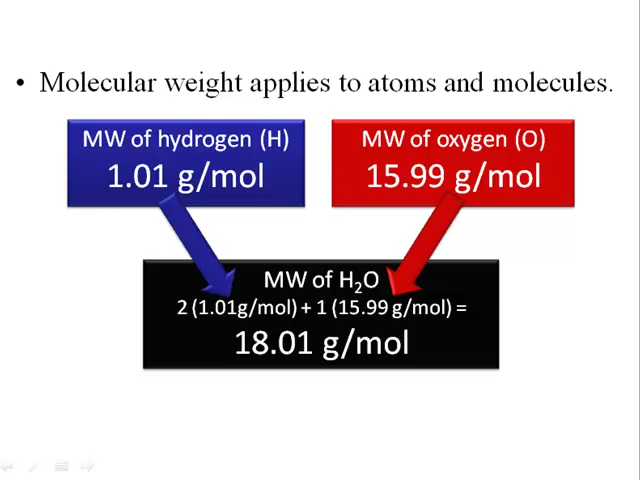 • Molecular weight applies to atoms and molecules.
MW of hydrogen (H)
1.01 g/mol
MW of oxygen (O)
15.99 g/mol
MW of H₂O
2 (1.01g/mol) + 1 (15.99 g/mol) =
18.01 g/mol